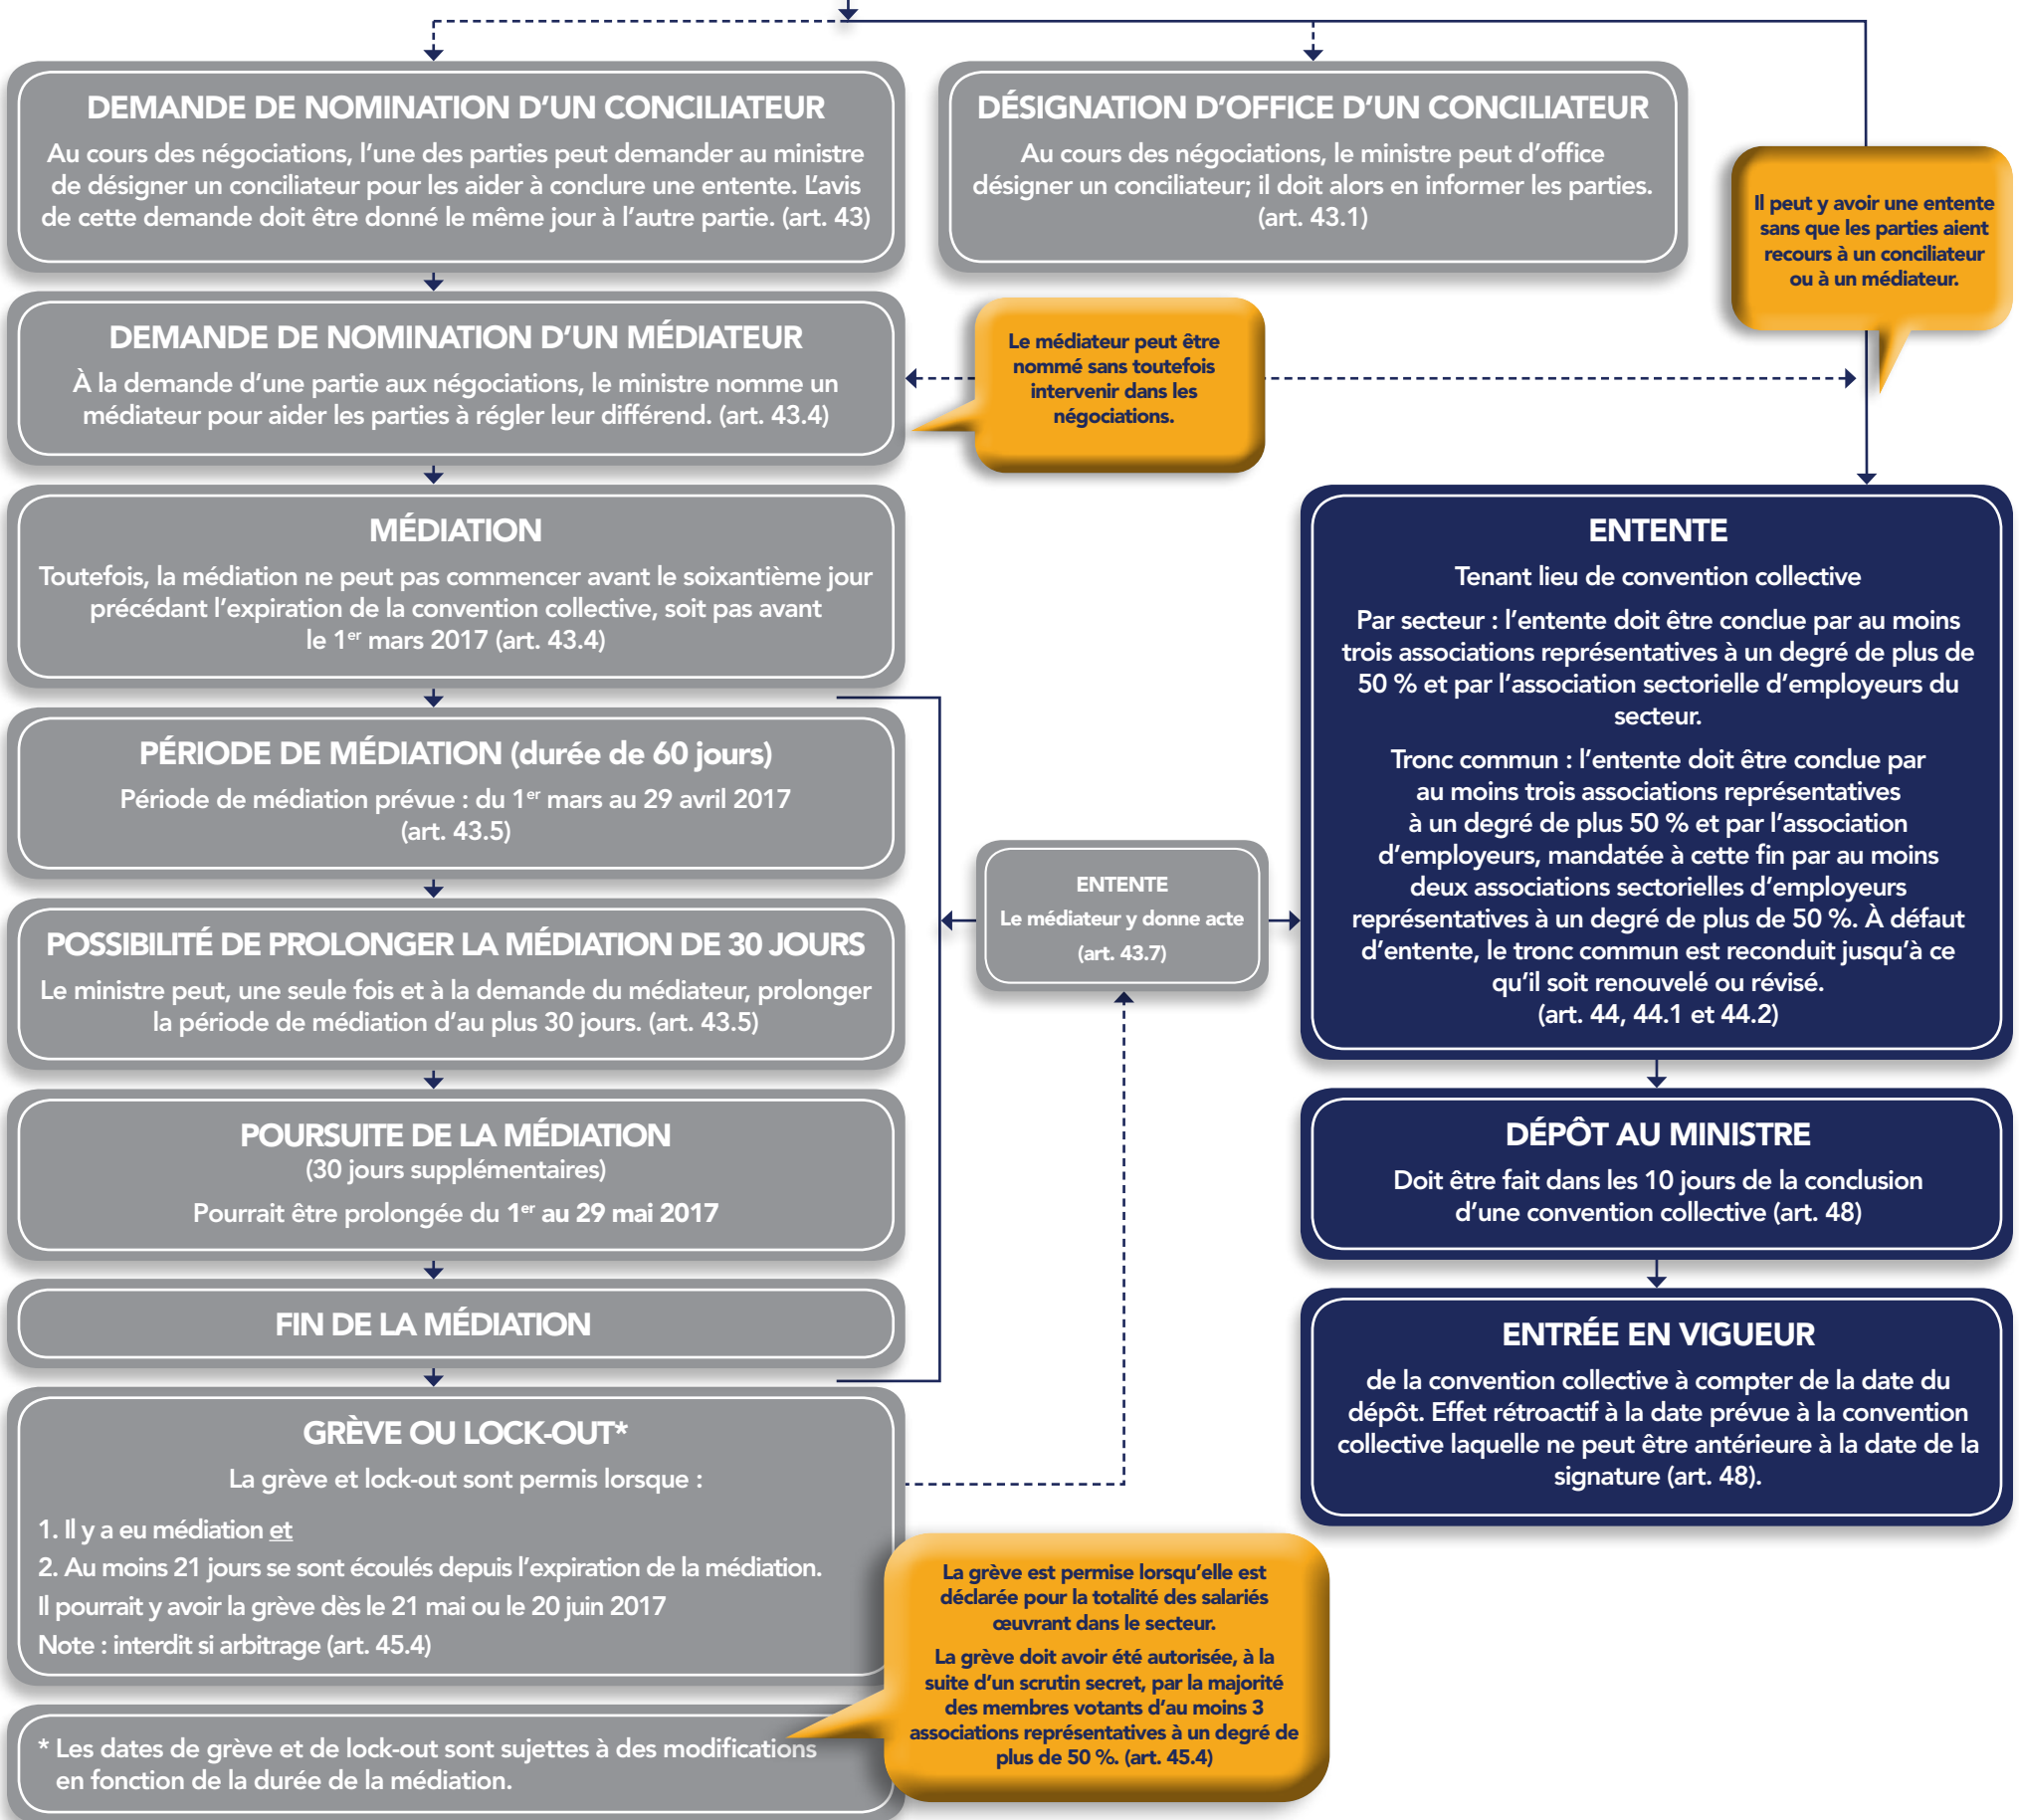 DEMANDE DE NOMINATION D’UN CONCILIATEUR
Au cours des négociations, l’une des parties peut demander au ministre
de désigner un conciliateur pour les aider à conclure une entente. L’avis
de cette demande doit être donné le même jour à l’autre partie. (art. 43)
DÉSIGNATION D’OFFICE D’UN CONCILIATEUR
Au cours des négociations, le ministre peut d’office
désigner un conciliateur; il doit alors en informer les parties.
(art. 43.1)
Il peut y avoir une entente
sans que les parties aient
recours à un conciliateur
ou à un médiateur.
DEMANDE DE NOMINATION D’UN MÉDIATEUR
À la demande d’une partie aux négociations, le ministre nomme un
médiateur pour aider les parties à régler leur différend. (art. 43.4)
Le médiateur peut être
nommé sans toutefois
intervenir dans les
négociations.
MÉDIATION
Toutefois, la médiation ne peut pas commencer avant le soixantième jour
précédant l’expiration de la convention collective, soit pas avant
le 1er mars 2017 (art. 43.4)
PÉRIODE DE MÉDIATION (durée de 60 jours)
Période de médiation prévue : du 1er mars au 29 avril 2017
(art. 43.5)
POSSIBILITÉ DE PROLONGER LA MÉDIATION DE 30 JOURS
Le ministre peut, une seule fois et à la demande du médiateur, prolonger
la période de médiation d’au plus 30 jours. (art. 43.5)
POURSUITE DE LA MÉDIATION
(30 jours supplémentaires)
Pourrait être prolongée du 1er au 29 mai 2017
FIN DE LA MÉDIATION
GRÈVE OU LOCK-OUT*
La grève et lock-out sont permis lorsque :
1. Il y a eu médiation et
2. Au moins 21 jours se sont écoulés depuis l’expiration de la médiation.
Il pourrait y avoir la grève dès le 21 mai ou le 20 juin 2017
Note : interdit si arbitrage (art. 45.4)
* Les dates de grève et de lock-out sont sujettes à des modifications
en fonction de la durée de la médiation.
La grève est permise lorsqu’elle est
déclarée pour la totalité des salariés
œuvrant dans le secteur.
La grève doit avoir été autorisée, à la
suite d’un scrutin secret, par la majorité
des membres votants d’au moins 3
associations représentatives à un degré de
plus de 50 %. (art. 45.4)
ENTENTE
Le médiateur y donne acte
(art. 43.7)
ENTENTE
Tenant lieu de convention collective
Par secteur : l’entente doit être conclue par au moins
trois associations représentatives à un degré de plus de
50 % et par l’association sectorielle d’employeurs du
secteur.
Tronc commun : l’entente doit être conclue par
au moins trois associations représentatives
à un degré de plus 50 % et par l’association
d’employeurs, mandatée à cette fin par au moins
deux associations sectorielles d’employeurs
représentatives à un degré de plus de 50 %. À défaut
d’entente, le tronc commun est reconduit jusqu’à ce
qu’il soit renouvelé ou révisé.
(art. 44, 44.1 et 44.2)
DÉPÔT AU MINISTRE
Doit être fait dans les 10 jours de la conclusion
d’une convention collective (art. 48)
ENTRÉE EN VIGUEUR
de la convention collective à compter de la date du
dépôt. Effet rétroactif à la date prévue à la convention
collective laquelle ne peut être antérieure à la date de la
signature (art. 48).